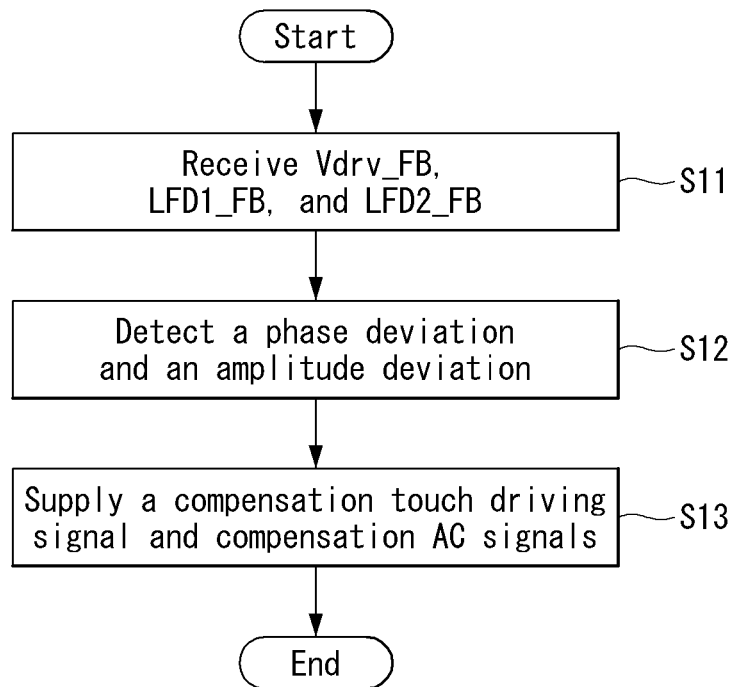 Start
Receive Vdrv_FB,
LFD1_FB, and LFD2_FB
S11
Detect a phase deviation
and an amplitude deviation
S12
Supply a compensation touch driving
signal and compensation AC signals
S13
End